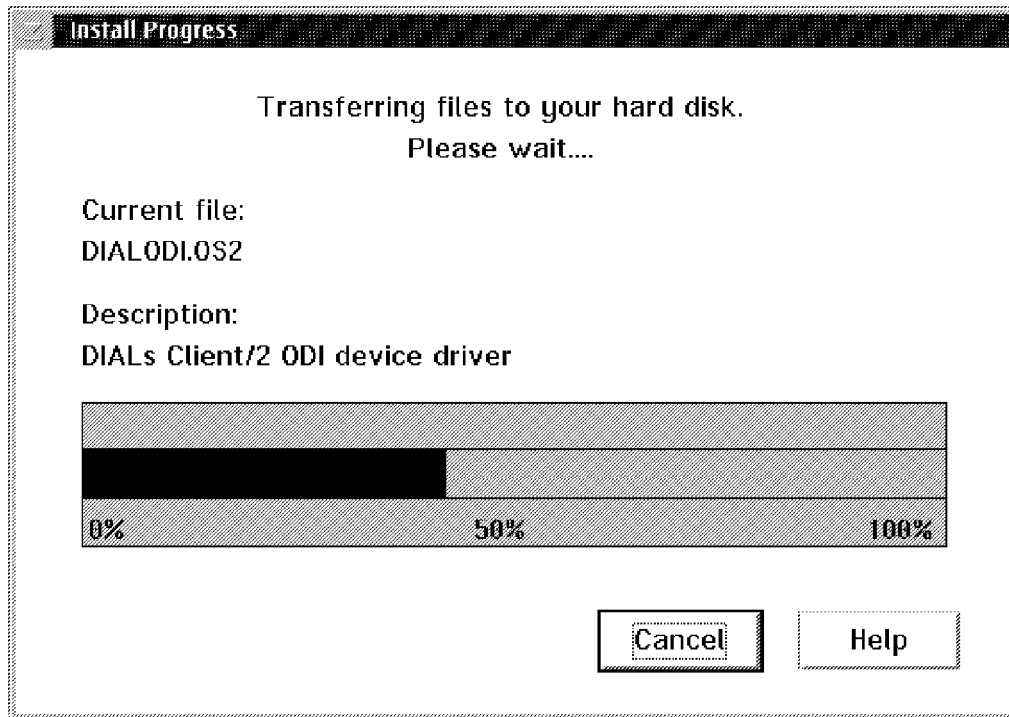 Install Progress
Transferring files to your hard disk.
Please wait....
Current file:
DIALODI.OS2
Description:
DIALs Client/2 ODI device driver
0% 50% 100%
Cancel Help